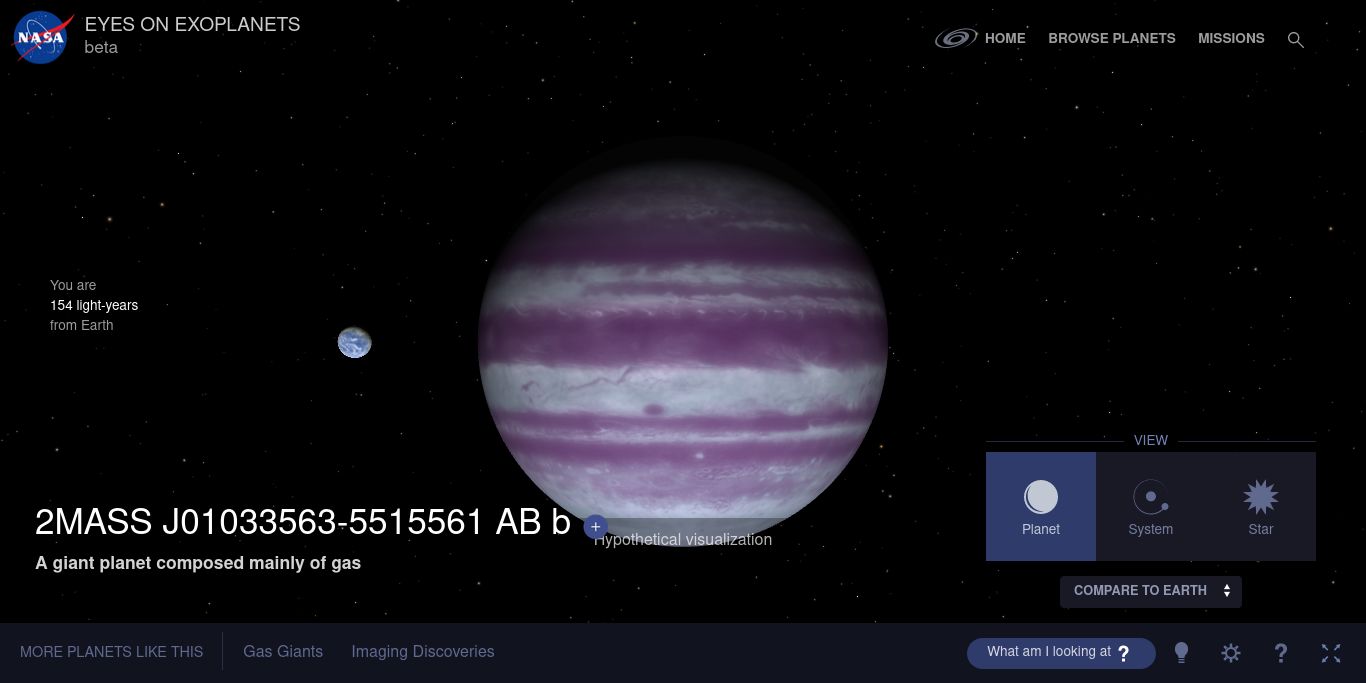 NASA
EYES ON EXOPLANETS
beta
HOME
BROWSE PLANETS
MISSIONS
You are
154 light-years
from Earth
2MASS J01033563-5515561 AB b
+
Hypothetical visualization
A giant planet composed mainly of gas
VIEW
Planet
System
Star
COMPARE TO EARTH
MORE PLANETS LIKE THIS
Gas Giants
Imaging Discoveries
What am I looking at ?
?